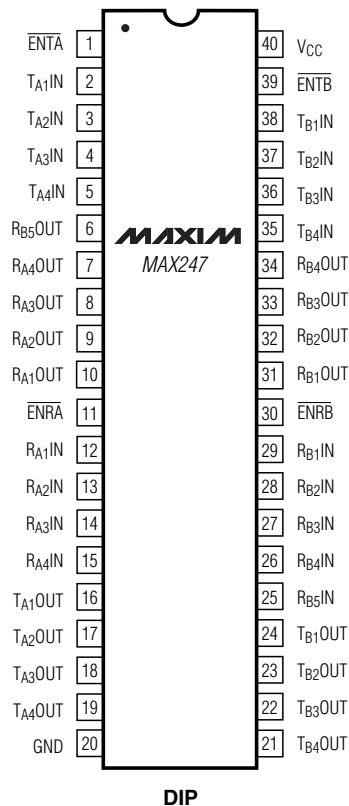 ENTA 1 40 VCC
TA1IN 2 39 ENTB
TA2IN 3 38 TB1IN
TA3IN 4 37 TB2IN
TA4IN 5 36 TB3IN
RB5OUT 6 35 TB4IN
MAXIM
RA4OUT 7 MAX247 34 RB4OUT
RA3OUT 8 33 RB3OUT
RA2OUT 9 32 RB2OUT
RA1OUT 10 31 RB1OUT
ENRA 11 30 ENRB
RA1IN 12 29 RB1IN
RA2IN 13 28 RB2IN
RA3IN 14 27 RB3IN
RA4IN 15 26 RB4IN
TA1OUT 16 25 RB5IN
TA2OUT 17 24 TB1OUT
TA3OUT 18 23 TB2OUT
TA4OUT 19 22 TB3OUT
GND 20 21 TB4OUT
DIP